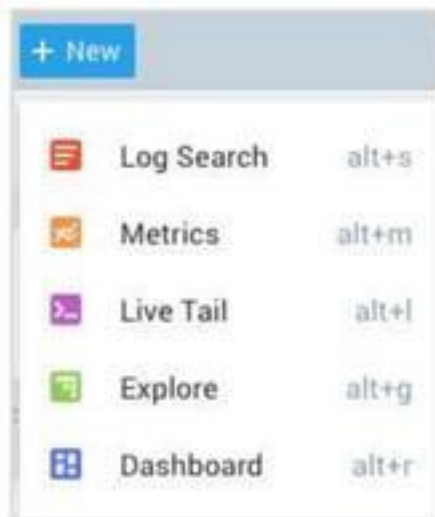 + New
Log Search alt+s
Metrics alt+m
Live Tail alt+l
Explore alt+g
Dashboard alt+r